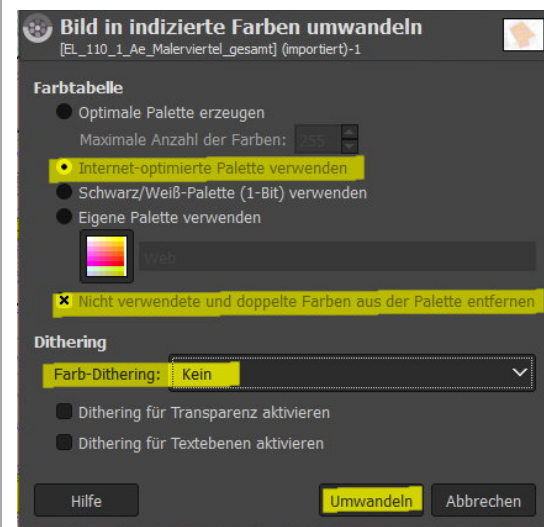 Bild in indizierte Farben umwandeln
[EL_110_1_Ae_Malerviertel_gesamt] (importiert)-1
Farbtabelle
Optimale Palette erzeugen
Maximale Anzahl der Farben: 255
Internet-optimierte Palette verwenden
Schwarz/Weiß-Palette (1-Bit) verwenden
Eigene Palette verwenden
Web
Nicht verwendete und doppelte Farben aus der Palette entfernen
Dithering
Farb-Dithering: Kein
Dithering für Transparenz aktivieren
Dithering für Textebenen aktivieren
Hilfe Umwandeln Abbrechen